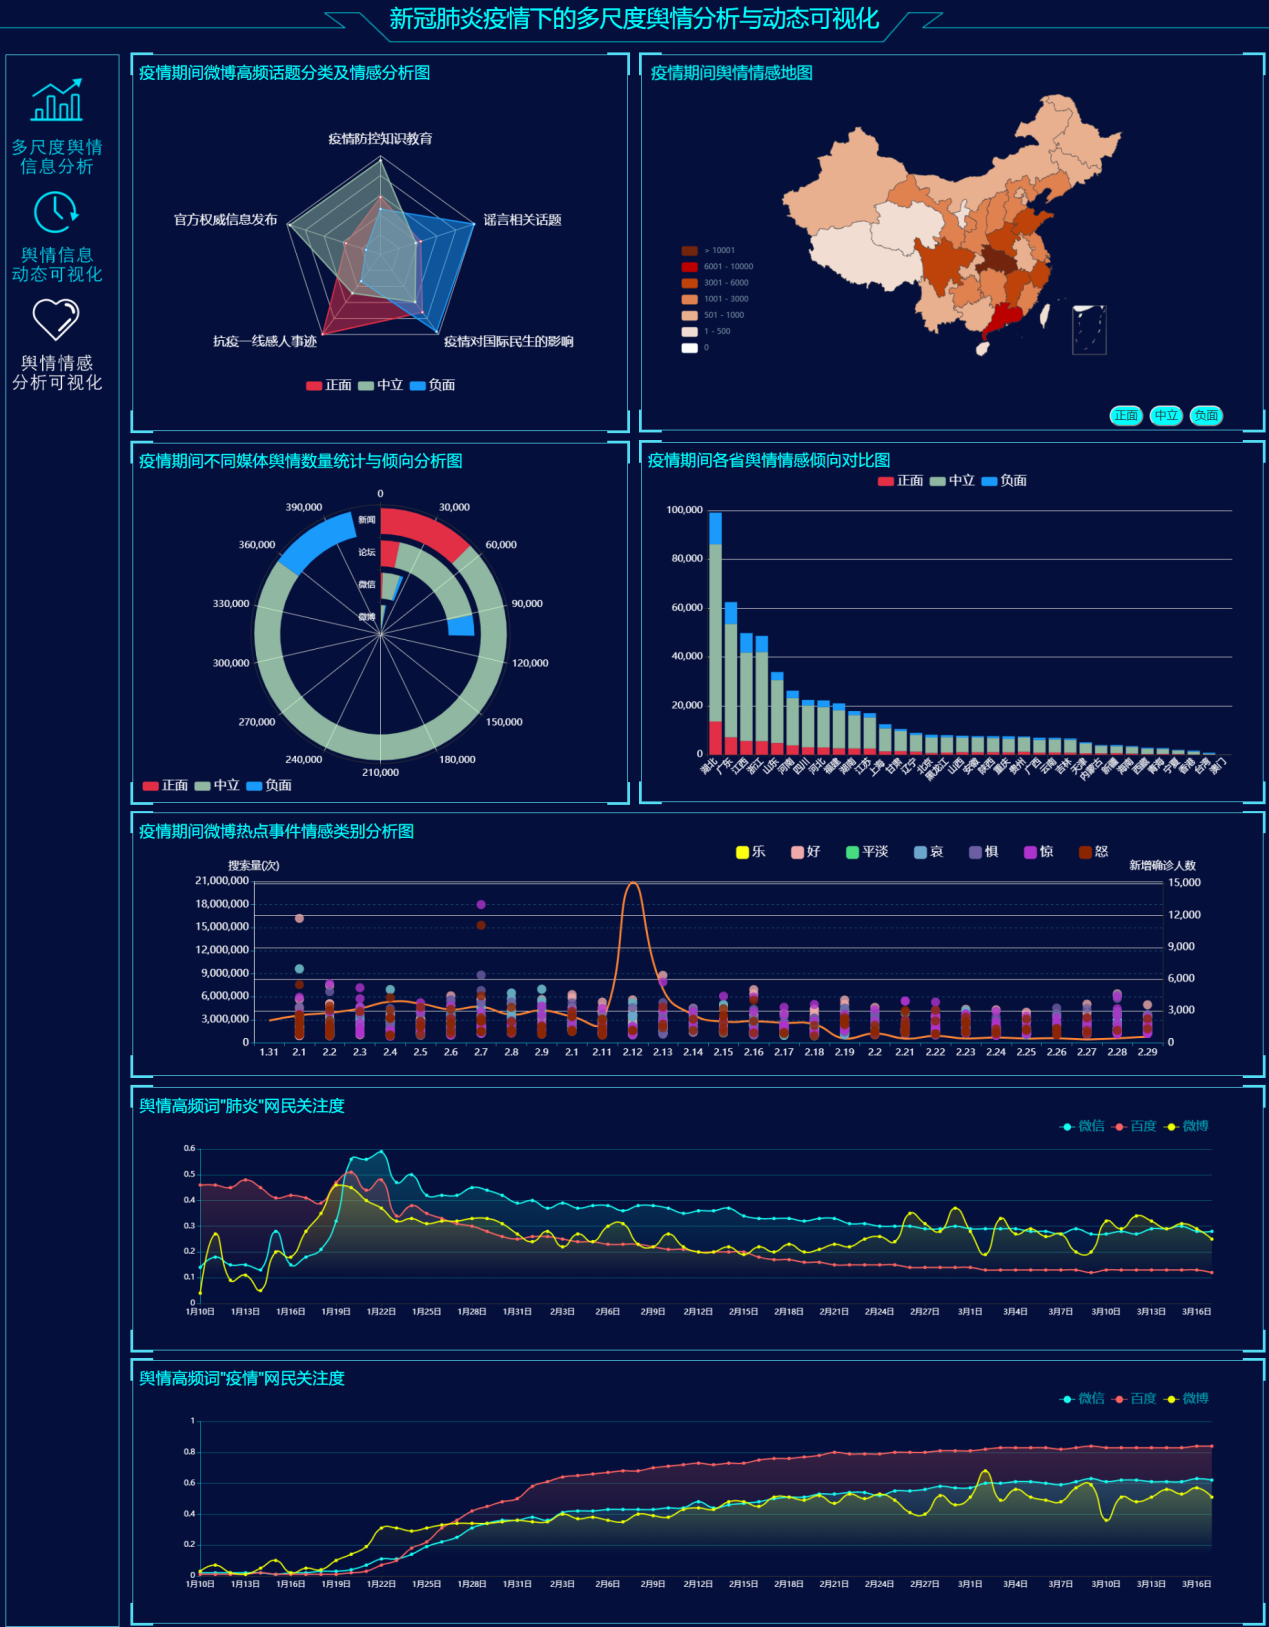 新冠肺炎疫情下的多尺度舆情分析与动态可视化
多尺度舆情
信息分析
舆情信息
动态可视化
舆情情感
分析可视化
疫情期间微博高频话题分类及情感分析图
疫情防控知识教育
官方权威信息发布
谣言相关话题
抗疫一线感人事迹
疫情对国际民生的影响
正面 中立 负面
疫情期间舆情情感地图
> 10001
6001 - 10000
3001 - 6000
1001 - 3000
501 - 1000
1 - 500
0
正面 中立 负面
疫情期间不同媒体舆情数量统计与倾向分析图
0
390,000 30,000
新闻
360,000 60,000
论坛
微信
330,000 90,000
微博
300,000 120,000
270,000 150,000
240,000 180,000
210,000
正面 中立 负面
疫情期间各省舆情情感倾向对比图
正面 中立 负面
100,000
80,000
60,000
40,000
20,000
0
湖北 广东 江西 浙江 山东 河南 四川 河北 福建 湖南 江苏 上海 甘肃 辽宁 北京 黑龙江 山西 安徽 陕西 重庆 贵州 广西 云南 吉林 天津 内蒙古 新疆 海南 西藏 青海 宁夏 香港 台湾 澳门
疫情期间微博热点事件情感类别分析图
乐 好 平淡 哀 惧 惊 怒
搜索量(次) 新增确诊人数
21,000,000
18,000,000
15,000,000
12,000,000
9,000,000
6,000,000
3,000,000
0
15,000
12,000
9,000
6,000
3,000
0
1.31 2.1 2.2 2.3 2.4 2.5 2.6 2.7 2.8 2.9 2.1 2.11 2.12 2.13 2.14 2.15 2.16 2.17 2.18 2.19 2.2 2.21 2.22 2.23 2.24 2.25 2.26 2.27 2.28 2.29
舆情高频词"肺炎"网民关注度
微信 百度 微博
0.6
0.5
0.4
0.3
0.2
0.1
0
1月10日 1月13日 1月16日 1月19日 1月22日 1月25日 1月28日 1月31日 2月3日 2月6日 2月9日 2月12日 2月15日 2月18日 2月21日 2月24日 2月27日 3月1日 3月4日 3月7日 3月10日 3月13日 3月16日
舆情高频词"疫情"网民关注度
微信 百度 微博
1
0.8
0.6
0.4
0.2
0
1月10日 1月13日 1月16日 1月19日 1月22日 1月25日 1月28日 1月31日 2月3日 2月6日 2月9日 2月12日 2月15日 2月18日 2月21日 2月24日 2月27日 3月1日 3月4日 3月7日 3月10日 3月13日 3月16日